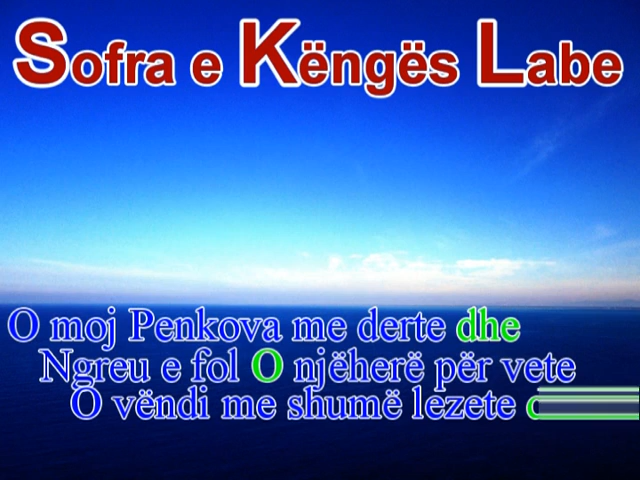 Sofra e Këngës Labe
O moj Penkova me derte dhe
Ngreu e fol O njëherë për vete
O vëndi me shumë lezete